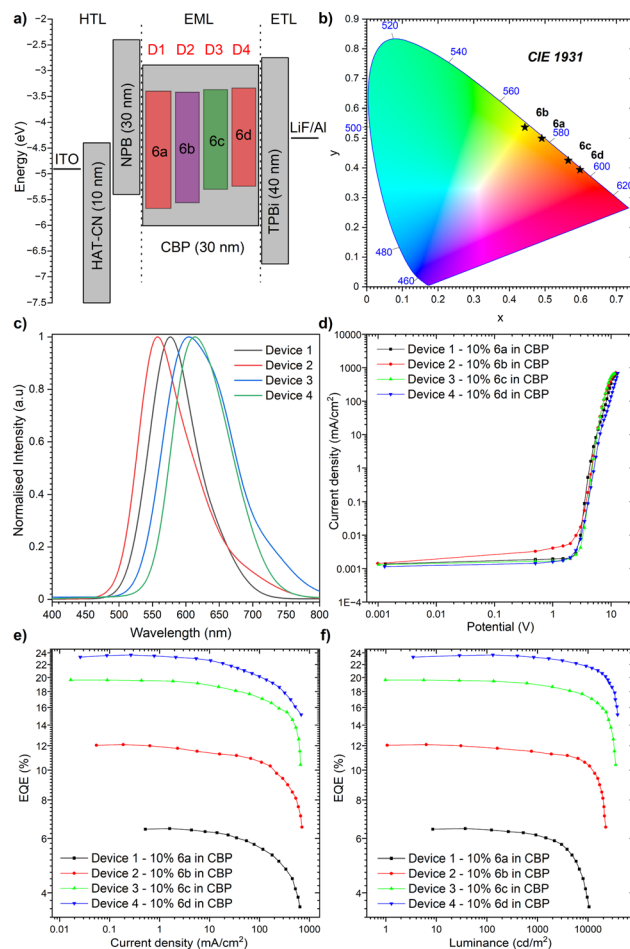 a)
HTL EML ETL
D1 D2 D3 D4
Energy (eV)
-2
-2.5
-3
-3.5
-4
-4.5
-5
-5.5
-6
-6.5
-7
-7.5
ITO
HAT-CN (10 nm)
NPB (30 nm)
6a 6b 6c 6d
CBP (30 nm)
TPBi (40 nm)
LiF/Al
b)
CIE 1931
y
0.9
0.8
0.7
0.6
0.5
0.4
0.3
0.2
0.1
0
520
540
560
580
600
620
500
480
460
6b
6a
6c
6d
0 0.1 0.2 0.3 0.4 0.5 0.6 0.7
x
c)
Normalised Intensity (a.u)
1
0.8
0.6
0.4
0.2
0
Device 1
Device 2
Device 3
Device 4
400 450 500 550 600 650 700 750 800
Wavelength (nm)
d)
Current density (mA/cm²)
10000
1000
100
10
1
0.1
0.01
0.001
1E-4
Device 1 - 10% 6a in CBP
Device 2 - 10% 6b in CBP
Device 3 - 10% 6c in CBP
Device 4 - 10% 6d in CBP
0.001 0.01 0.1 1 10
Potential (V)
e)
EQE (%)
24
22
20
18
16
14
12
10
8
6
4
Device 1 - 10% 6a in CBP
Device 2 - 10% 6b in CBP
Device 3 - 10% 6c in CBP
Device 4 - 10% 6d in CBP
0.01 0.1 1 10 100 1000
Current density (mA/cm²)
f)
EQE (%)
24
22
20
18
16
14
12
10
8
6
4
Device 1 - 10% 6a in CBP
Device 2 - 10% 6b in CBP
Device 3 - 10% 6c in CBP
Device 4 - 10% 6d in CBP
1 10 100 1000 10000
Luminance (cd/m²)